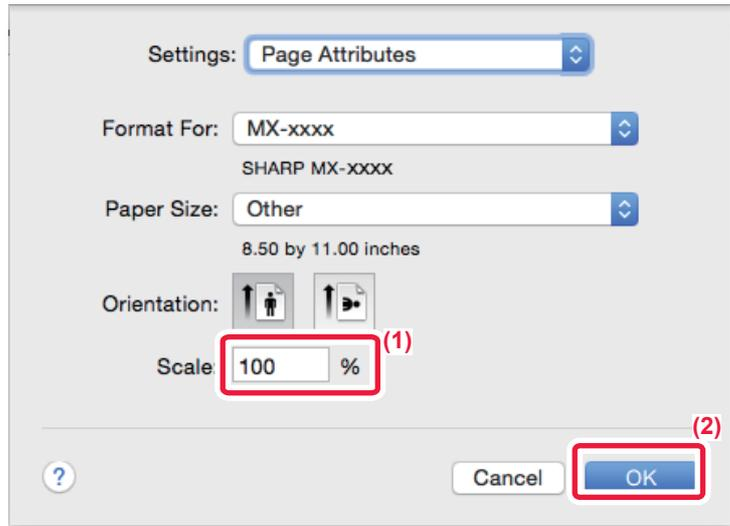 Settings: Page Attributes
Format For: MX-xxxx
SHARP MX-xxxx
Paper Size: Other
8.50 by 11.00 inches
Orientation:
(1)
Scale: 100 %
(2)
? Cancel OK